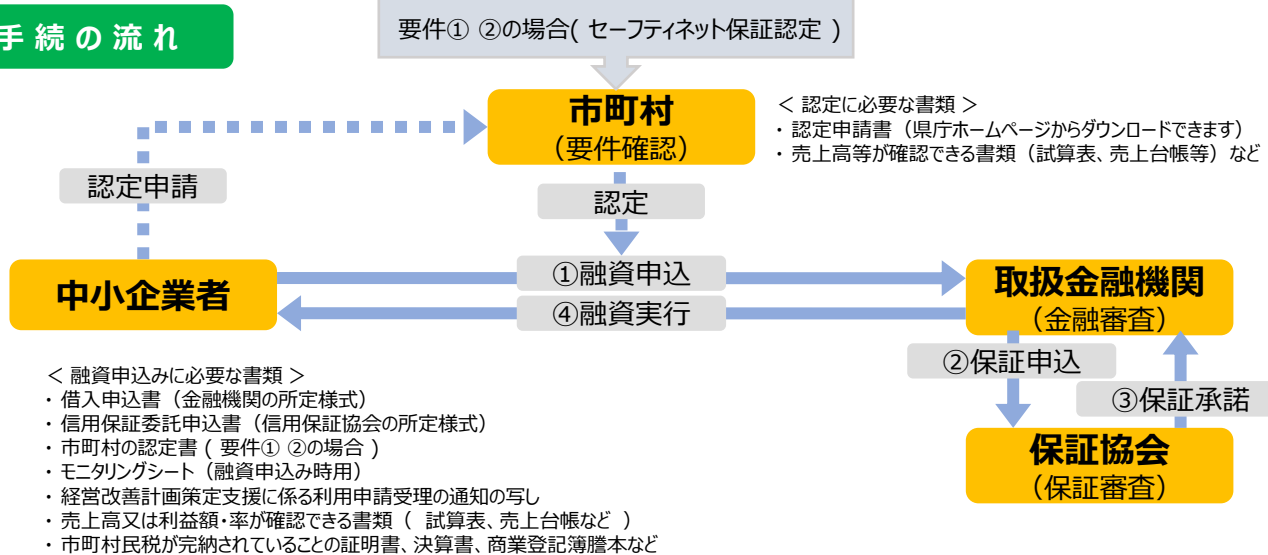 手続の流れ
要件① ②の場合( セーフティネット保証認定 )
市町村
（要件確認）
＜ 認定に必要な書類 ＞
・ 認定申請書（県庁ホームページからダウンロードできます）
・ 売上高等が確認できる書類（試算表、売上台帳等）など
認定申請
認定
中小企業者
①融資申込
④融資実行
取扱金融機関
（金融審査）
②保証申込
③保証承諾
保証協会
（保証審査）
＜ 融資申込みに必要な書類 ＞
・ 借入申込書（金融機関の所定様式）
・ 信用保証委託申込書（信用保証協会の所定様式）
・ 市町村の認定書 ( 要件① ②の場合 )
・ モニタリングシート（融資申込み時用）
・ 経営改善計画策定支援に係る利用申請受理の通知の写し
・ 売上高又は利益額・率が確認できる書類（ 試算表、売上台帳など ）
・ 市町村民税が完納されていることの証明書、決算書、商業登記簿謄本など